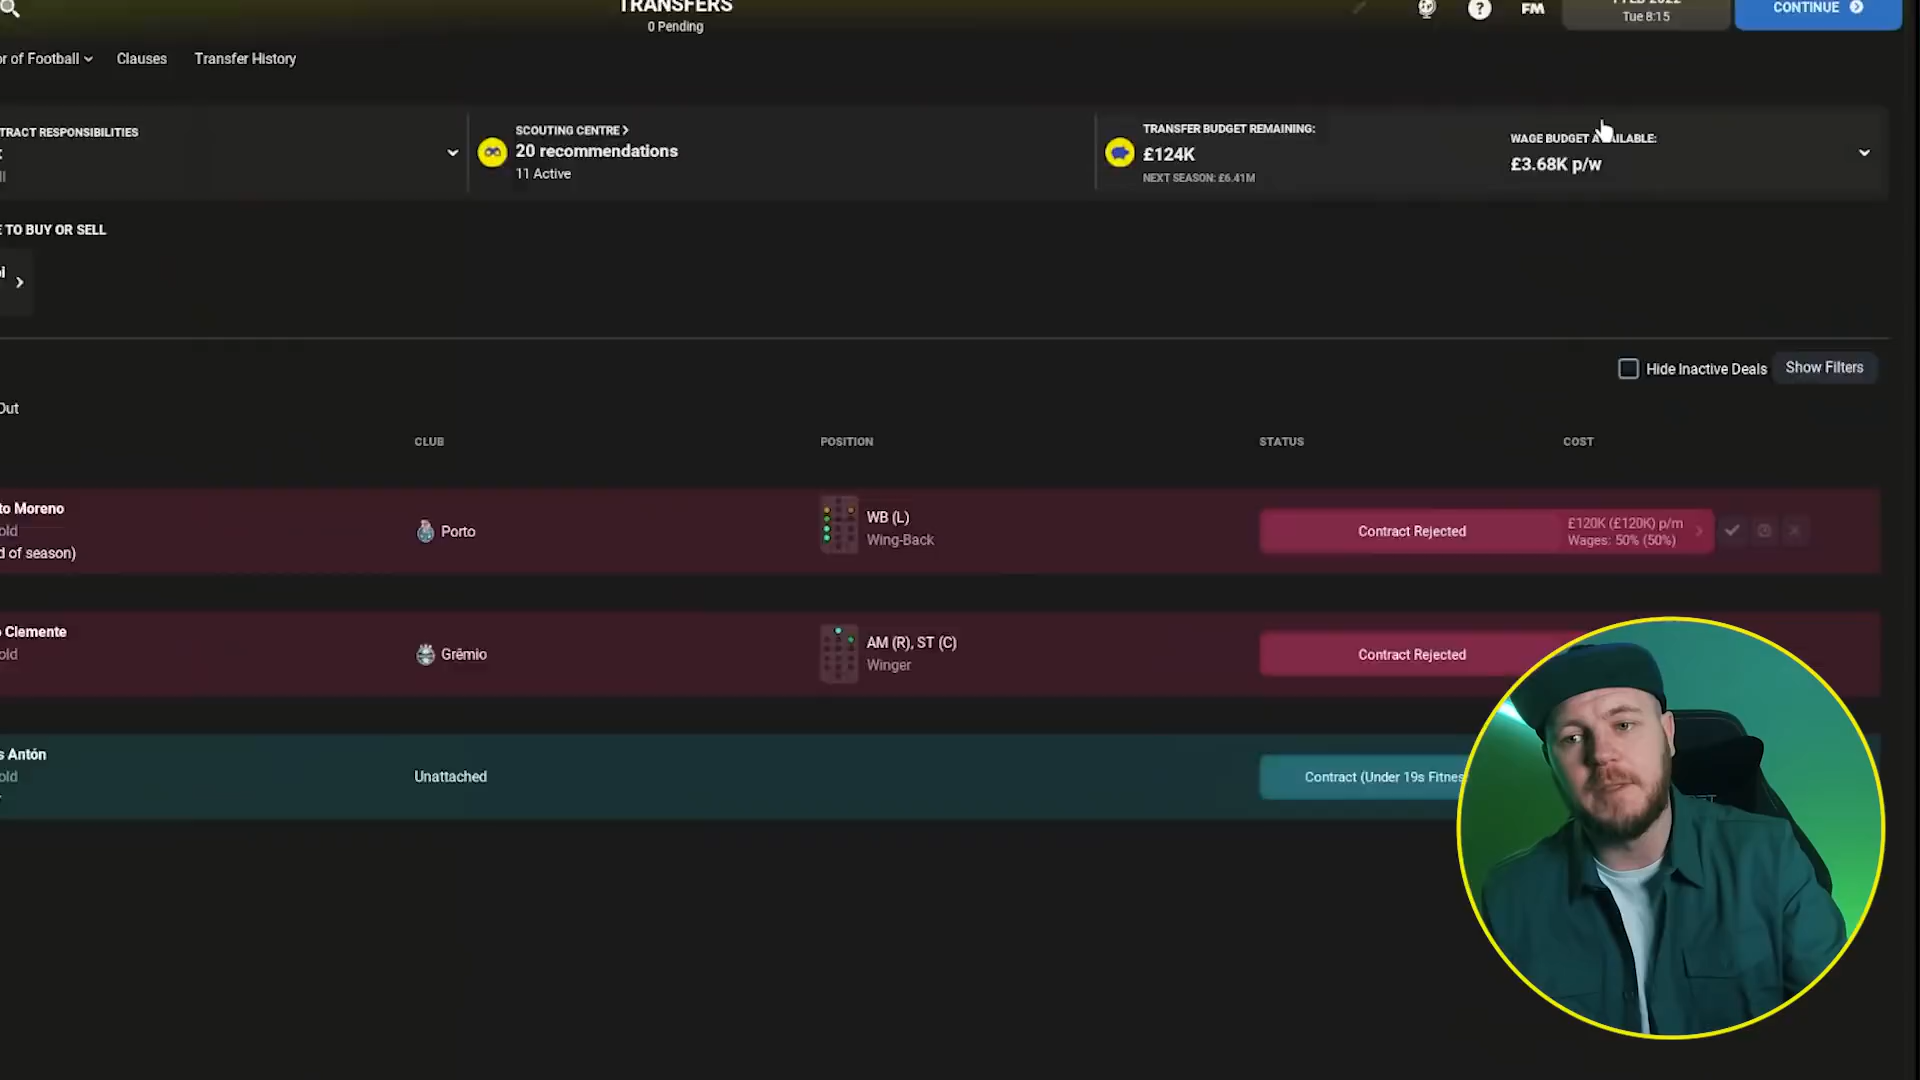 TRANSFERS
0 Pending
FM
Tue 8:15
CONTINUE
or of Football
Clauses
Transfer History
TRACT RESPONSIBILITIES
SCOUTING CENTRE >
20 recommendations
11 Active
TRANSFER BUDGET REMAINING:
£124K
NEXT SEASON: £6.41M
WAGE BUDGET A AILABLE:
£3.68K p/w
E TO BUY OR SELL
Hide Inactive Deals
Show Filters
Out
CLUB
POSITION
STATUS
COST
to Moreno
old
d of season)
Porto
WB (L)
Wing-Back
Contract Rejected
£120K (£120K) p/m
Wages: 50% (50%)
o Clemente
old
Grêmio
AM (R), ST (C)
Winger
Contract Rejected
s Antón
old
Unattached
Contract (Under 19s Fitnes